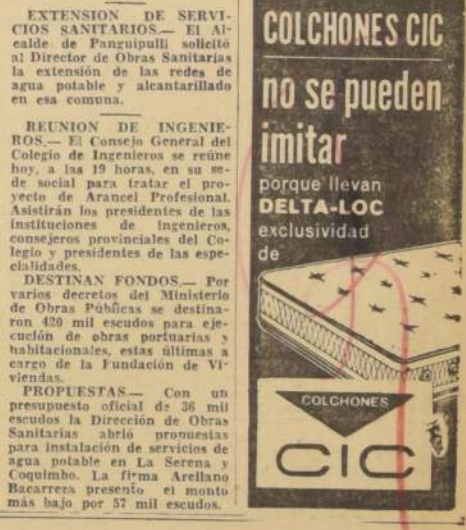 EXTENSION DE SERVI-
CIOS SANITARIOS.— El Al-
calde de Panguipulli solicitó
al Director de Obras Sanitarias
la extensión de las redes de
agua potable y alcantarillado
en esa comuna.
REUNION DE INGENIE-
ROS.— El Consejo General del
Colegio de Ingenieros se reúne
hoy, a las 19 horas, en su se-
de social para tratar el pro-
yecto de Arancel Profesional.
Asistirán los presidentes de las
instituciones de Ingenieros,
consejeros provinciales del Co-
legio y presidentes de las espe-
cialidades.
DESTINAN FONDOS.— Por
varios decretos del Ministerio
de Obras Públicas se destina-
ron 420 mil escudos para eje-
cución de obras portuarias y
habitacionales, estas últimas a
cargo de la Fundación de Vi-
viendas.
PROPUESTAS.— Con un
presupuesto oficial de 36 mil
escudos la Dirección de Obras
Sanitarias abrió propuestas
para instalación de servicios de
agua potable en La Serena y
Coquimbo. La firma Arellano
Bacarreza presentó el monto
más bajo por 57 mil escudos.
COLCHONES CIC
no se pueden
imitar
porque llevan
DELTA-LOC
exclusividad
de
COLCHONES
CIC